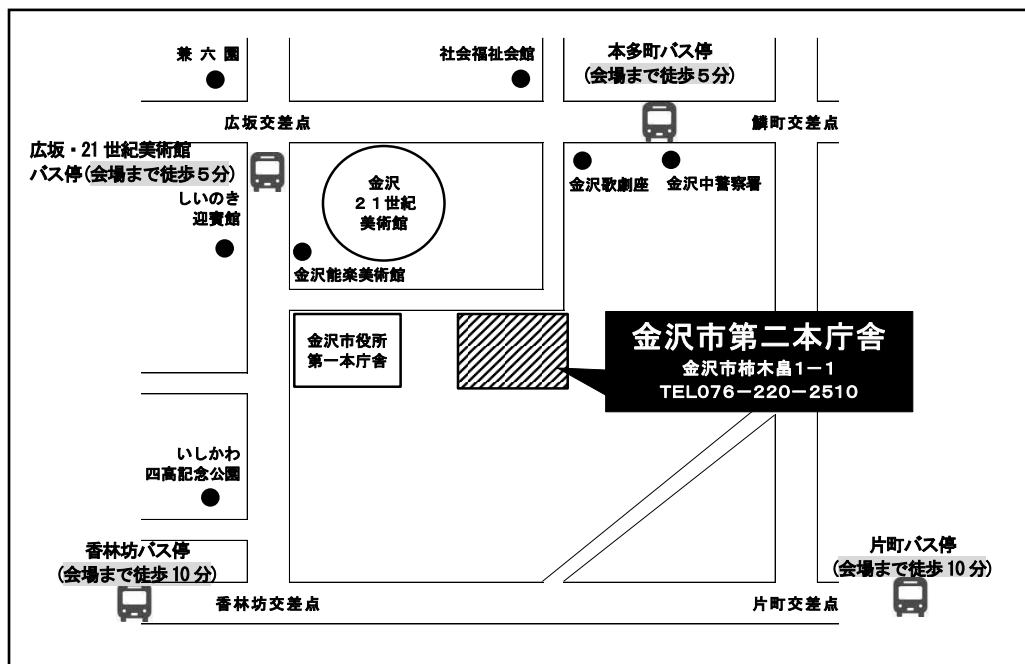 兼六園
社会福祉会館
本多町バス停
(会場まで徒歩５分)
広坂交差点
鱗町交差点
広坂・21世紀美術館
バス停(会場まで徒歩５分)
しいのき
迎賓館
金沢
２１世紀
美術館
金沢歌劇座
金沢中警察署
金沢能楽美術館
金沢市役所
第一本庁舎
金沢市第二本庁舎
金沢市柿木畠1－1
TEL076－220－2510
いしかわ
四高記念公園
香林坊バス停
(会場まで徒歩10分)
片町バス停
(会場まで徒歩10分)
香林坊交差点
片町交差点